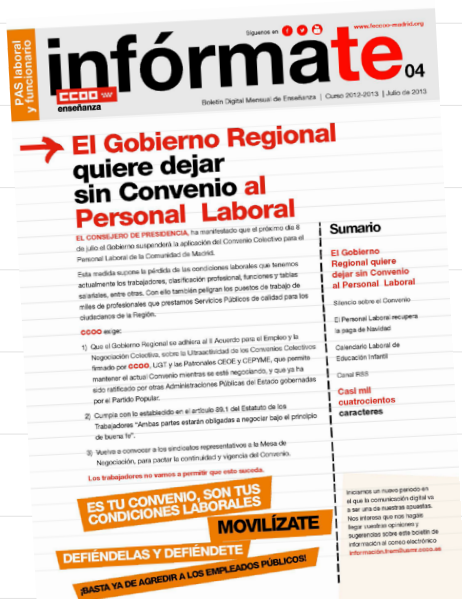 PAS laboral
y funcionario
Síguenos en
www.feccoo-madrid.org
infórmate 04
CCOO
enseñanza
Boletín Digital Mensual de Enseñanza | Curso 2012-2013 | Julio de 2013
El Gobierno Regional
quiere dejar
sin Convenio al
Personal Laboral
EL CONSEJERO DE PRESIDENCIA, ha manifestado que el próximo día 8
de julio el Gobierno suspenderá la aplicación del Convenio Colectivo para el
Personal Laboral de la Comunidad de Madrid.
Esta medida supone la pérdida de las condiciones laborales que tenemos
actualmente los trabajadores, clasificación profesional, funciones y tablas
salariales, entre otras. Con ello también peligran los puestos de trabajo de
miles de profesionales que prestamos Servicios Públicos de calidad para los
ciudadanos de la Región.
CCOO exige:
1) Que el Gobierno Regional se adhiera al II Acuerdo para el Empleo y la
Negociación Colectiva, sobre la Ultraactividad de los Convenios Colectivos
firmado por CCOO, UGT y las Patronales CEOE y CEPYME, que permite
mantener el actual Convenio mientras se esté negociando, y que ya ha
sido ratificado por otras Administraciones Públicas del Estado gobernadas
por el Partido Popular.
2) Cumpla con lo establecido en el artículo 89.1 del Estatuto de los
Trabajadores "Ambas partes estarán obligadas a negociar bajo el principio
de buena fe".
3) Vuelva a convocar a los sindicatos representativos a la Mesa de
Negociación, para pactar la continuidad y vigencia del Convenio.
Los trabajadores no vamos a permitir que esto suceda.
ES TU CONVENIO, SON TUS
CONDICIONES LABORALES
MOVILÍZATE
DEFIÉNDELAS Y DEFIÉNDETE
¡BASTA YA DE AGREDIR A LOS EMPLEADOS PÚBLICOS!
Sumario
El Gobierno
Regional quiere
dejar sin Convenio
al Personal Laboral
Silencio sobre el Convenio
El Personal Laboral recupera
la paga de Navidad
Calendario Laboral de
Educación Infantil
Canal RSS
Casi mil
cuatrocientos
caracteres
Iniciamos un nuevo periodo en
el que la comunicación digital va
a ser una de nuestras apuestas.
Nos interesa que nos hagáis
llegar vuestras opiniones y
sugerencias sobre este boletín de
información al correo electrónico
informacion.frem@usmr.ccoo.es